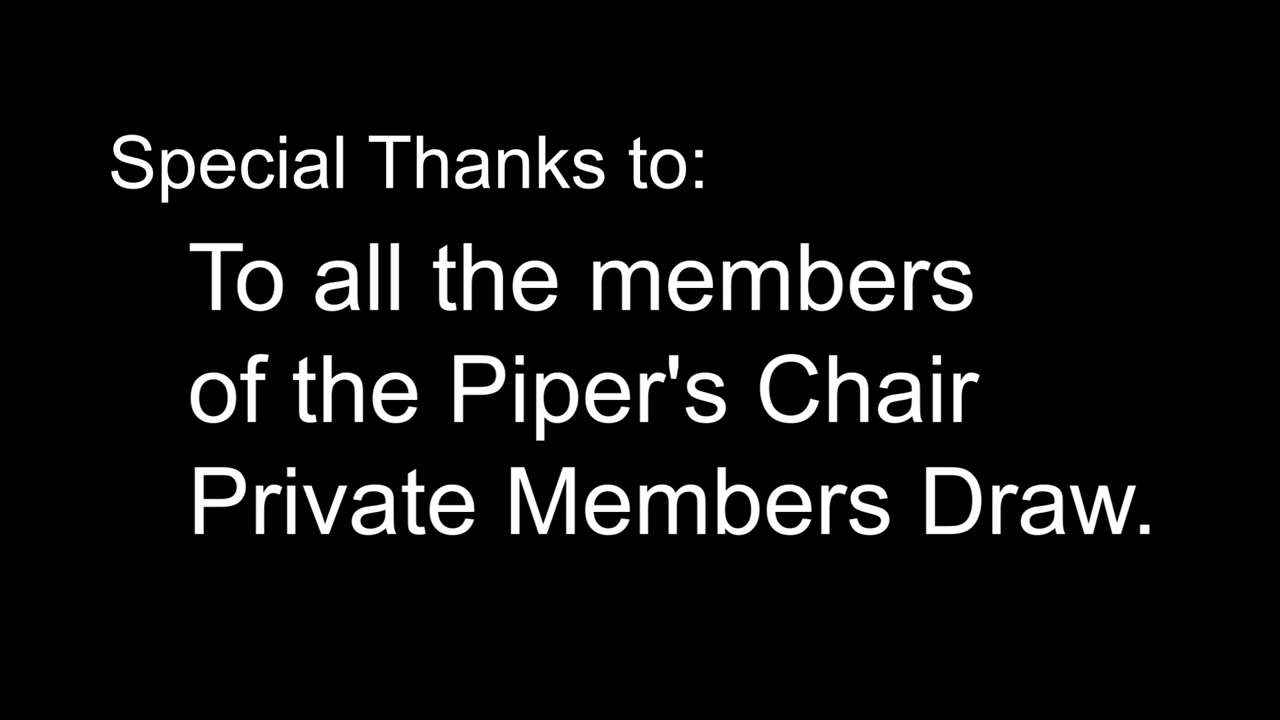 Special Thanks to:
To all the members
of the Piper's Chair
Private Members Draw.